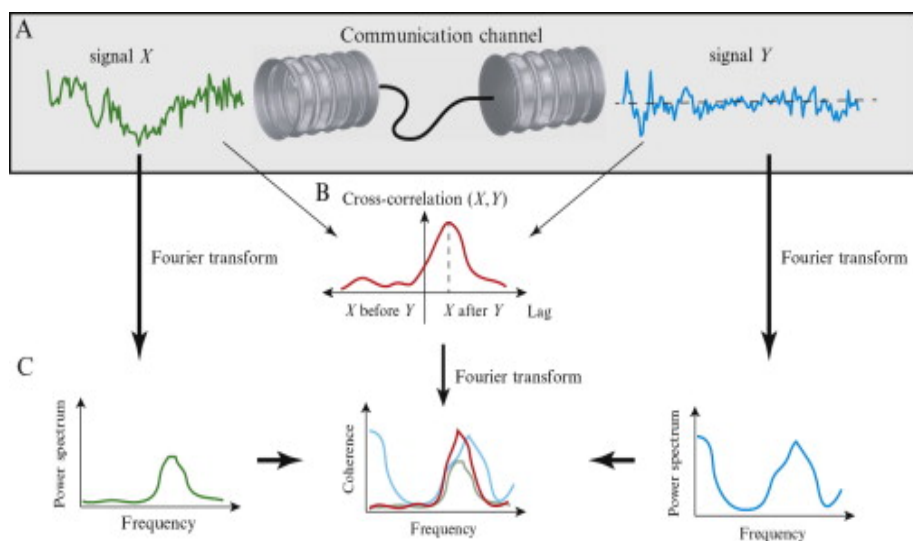 A
Communication channel
signal X
signal Y
B
Cross-correlation (X,Y)
Fourier transform
Fourier transform
X before Y
X after Y
Lag
C
Fourier transform
Power spectrum
Frequency
Coherence
Frequency
Power spectrum
Frequency